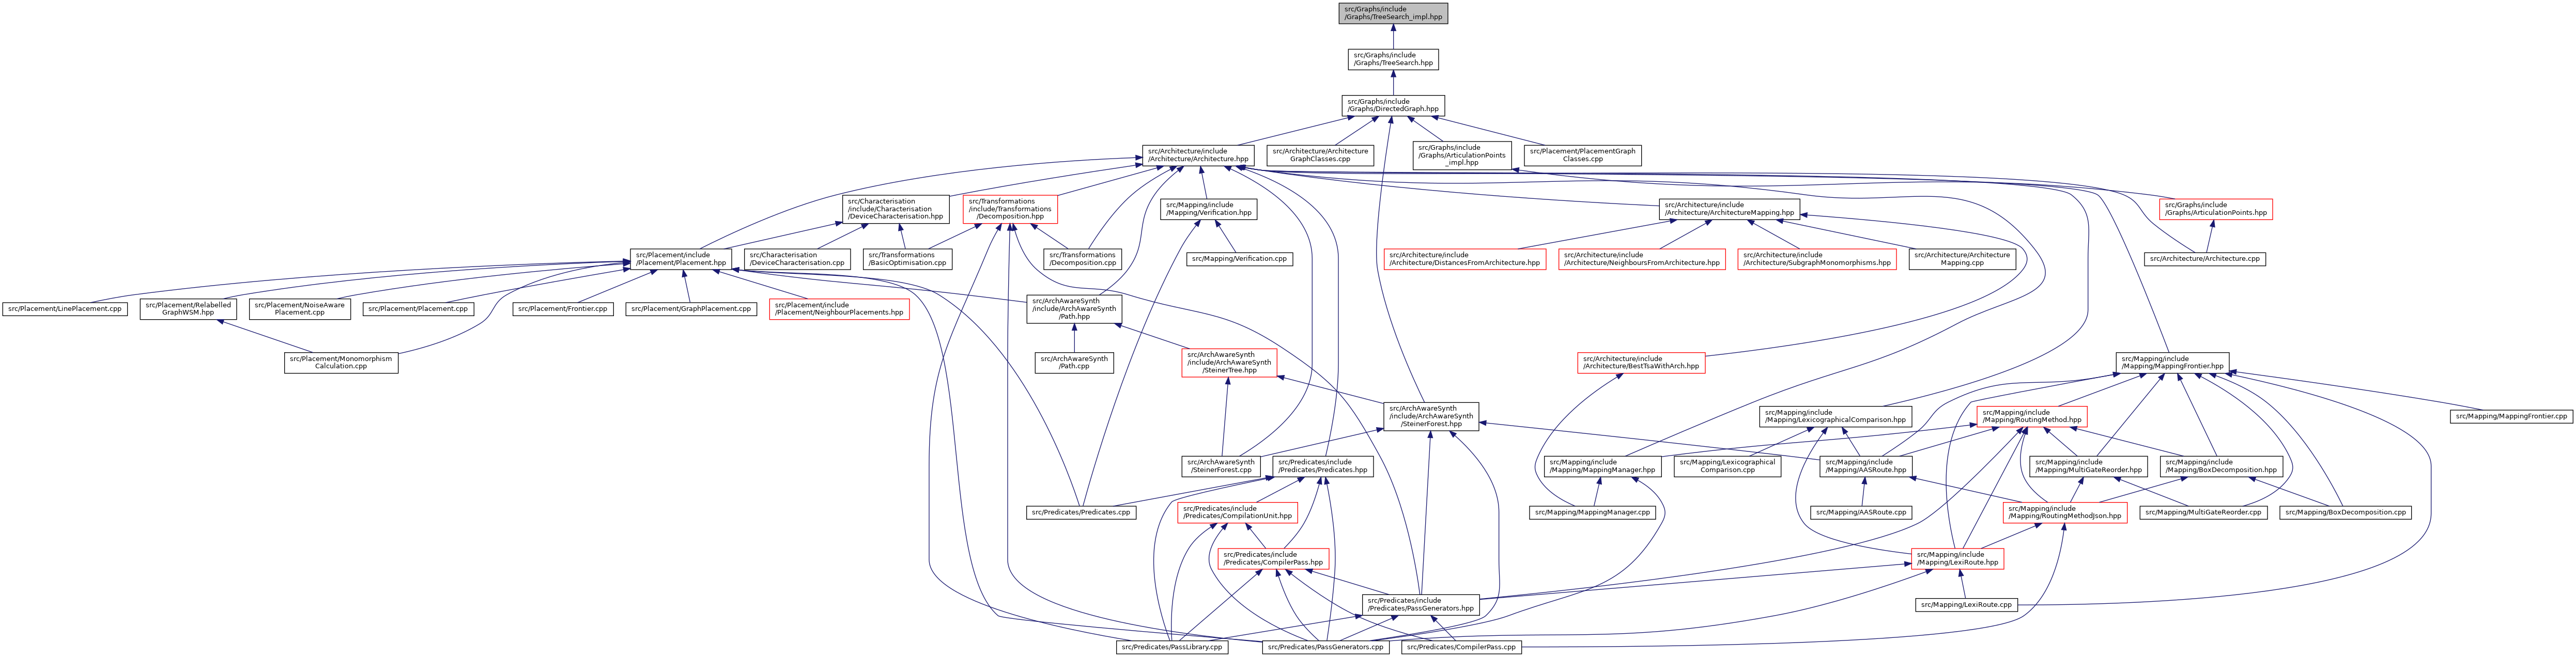 src/Graphs/include
/Graphs/TreeSearch_impl.hpp
src/Graphs/include
/Graphs/TreeSearch.hpp
src/Graphs/include
/Graphs/DirectedGraph.hpp
src/Architecture/include
/Architecture/Architecture.hpp
src/Architecture/Architecture
GraphClasses.cpp
src/Graphs/include
/Graphs/ArticulationPoints
_impl.hpp
src/Placement/PlacementGraph
Classes.cpp
src/Characterisation
/include/Characterisation
/DeviceCharacterisation.hpp
src/Transformations
/include/Transformations
/Decomposition.hpp
src/Mapping/include
/Mapping/Verification.hpp
src/Architecture/include
/Architecture/ArchitectureMapping.hpp
src/Graphs/include
/Graphs/ArticulationPoints.hpp
src/Placement/include
/Placement/Placement.hpp
src/Characterisation
/DeviceCharacterisation.cpp
src/Transformations
/BasicOptimisation.cpp
src/Transformations
/Decomposition.cpp
src/Mapping/Verification.cpp
src/Architecture/include
/Architecture/DistancesFromArchitecture.hpp
src/Architecture/include
/Architecture/NeighboursFromArchitecture.hpp
src/Architecture/include
/Architecture/SubgraphMonomorphisms.hpp
src/Architecture/Architecture
Mapping.cpp
src/Architecture/Architecture.cpp
src/Placement/LinePlacement.cpp
src/Placement/Relabelled
GraphWSM.hpp
src/Placement/NoiseAware
Placement.cpp
src/Placement/Placement.cpp
src/Placement/Frontier.cpp
src/Placement/GraphPlacement.cpp
src/Placement/include
/Placement/NeighbourPlacements.hpp
src/ArchAwareSynth
/include/ArchAwareSynth
/Path.hpp
src/Placement/Monomorphism
Calculation.cpp
src/ArchAwareSynth
/Path.cpp
src/ArchAwareSynth
/include/ArchAwareSynth
/SteinerTree.hpp
src/Architecture/include
/Architecture/BestTsaWithArch.hpp
src/Mapping/include
/Mapping/MappingFrontier.hpp
src/ArchAwareSynth
/include/ArchAwareSynth
/SteinerForest.hpp
src/Mapping/include
/Mapping/LexicographicalComparison.hpp
src/Mapping/include
/Mapping/RoutingMethod.hpp
src/Mapping/MappingFrontier.cpp
src/ArchAwareSynth
/SteinerForest.cpp
src/Predicates/include
/Predicates/Predicates.hpp
src/Mapping/include
/Mapping/MappingManager.hpp
src/Mapping/Lexicographical
Comparison.cpp
src/Mapping/include
/Mapping/AASRoute.hpp
src/Mapping/include
/Mapping/MultiGateReorder.hpp
src/Mapping/include
/Mapping/BoxDecomposition.hpp
src/Predicates/Predicates.cpp
src/Predicates/include
/Predicates/CompilationUnit.hpp
src/Mapping/MappingManager.cpp
src/Mapping/AASRoute.cpp
src/Mapping/include
/Mapping/RoutingMethodJson.hpp
src/Mapping/MultiGateReorder.cpp
src/Mapping/BoxDecomposition.cpp
src/Predicates/include
/Predicates/CompilerPass.hpp
src/Mapping/include
/Mapping/LexiRoute.hpp
src/Predicates/include
/Predicates/PassGenerators.hpp
src/Mapping/LexiRoute.cpp
src/Predicates/PassLibrary.cpp
src/Predicates/PassGenerators.cpp
src/Predicates/CompilerPass.cpp